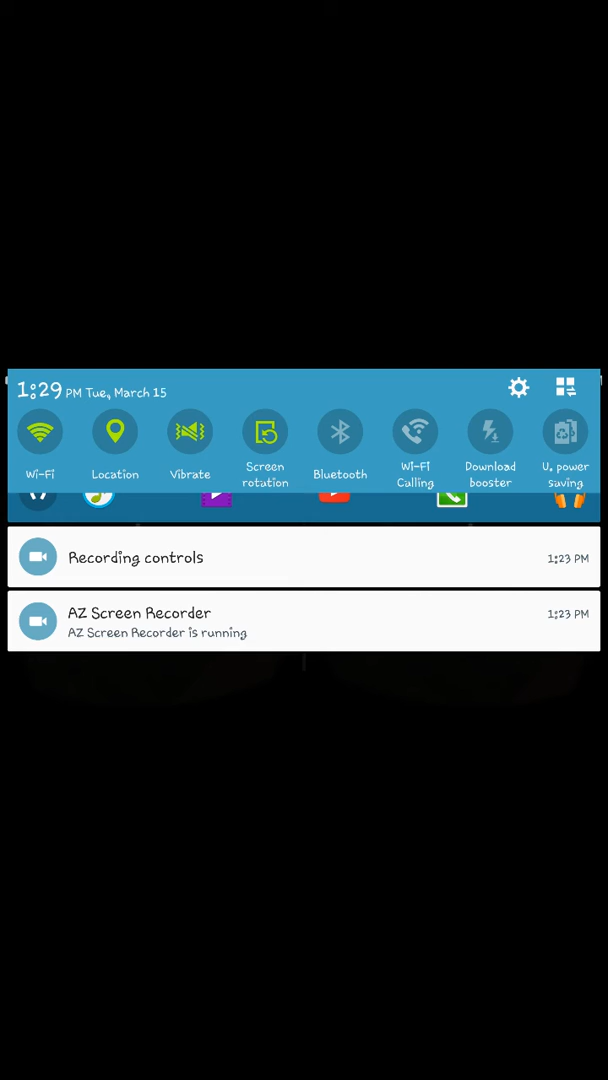 1:29 PM Tue, March 15
Wi-Fi
Location
Vibrate
Screen rotation
Bluetooth
Wi-Fi Calling
Download booster
U. power saving
Recording controls 1:23 PM
AZ Screen Recorder 1:23 PM
AZ Screen Recorder is running